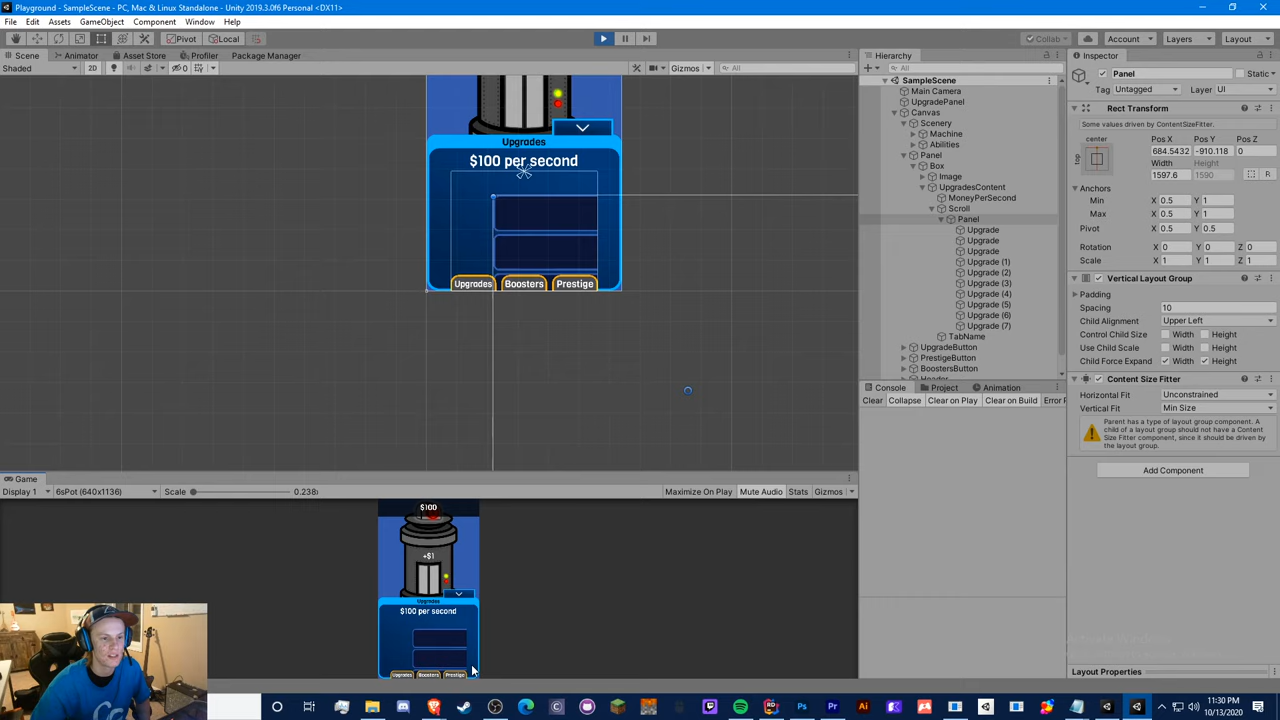 Playground - SampleScene - PC, Mac & Linux Standalone - Unity 2019.3.0f6 Personal <DX11>
File Edit Assets GameObject Component Window Help
Pivot Local Collab Account Layers Layout
Scene Animator Asset Store Profiler Package Manager
Shaded 2D 0 Gizmos All
Upgrades
$100 per second
Upgrades Boosters Prestige
Hierarchy
All
SampleScene
Main Camera
UpgradePanel
Canvas
Scenery
Machine
Abilities
Panel
Box
Image
UpgradesContent
MoneyPerSecond
Scroll
Panel
Upgrade
Upgrade
Upgrade
Upgrade (1)
Upgrade (2)
Upgrade (3)
Upgrade (4)
Upgrade (5)
Upgrade (6)
Upgrade (7)
TabName
UpgradeButton
PrestigeButton
BoostersButton
Header
Console Project Animation
Clear Collapse Clear on Play Clear on Build Error P
Inspector
Panel Static
Tag Untagged Layer UI
Rect Transform
Some values driven by ContentSizeFitter.
center Pos X Pos Y Pos Z
top 684.5432 -910.118 0
Width Height
1597.6 1590 R
Anchors
Min X 0.5 Y 1
Max X 0.5 Y 1
Pivot X 0.5 Y 0.5
Rotation X 0 Y 0 Z 0
Scale X 1 Y 1 Z 1
Vertical Layout Group
Padding
Spacing 10
Child Alignment Upper Left
Control Child Size Width Height
Use Child Scale Width Height
Child Force Expand Width Height
Content Size Fitter
Horizontal Fit Unconstrained
Vertical Fit Min Size
Parent has a type of layout group component. A
child of a layout group should not have a Content
Size Fitter component, since it should be driven by
the layout group.
Add Component
Activate Windows
Layout Properties
Game
Display 1 6sPot (640x1136) Scale 0.238x Maximize On Play Mute Audio Stats Gizmos
$100
+$1
Upgrades
$100 per second
Upgrades Boosters Prestige
11:30 PM
10/13/2020